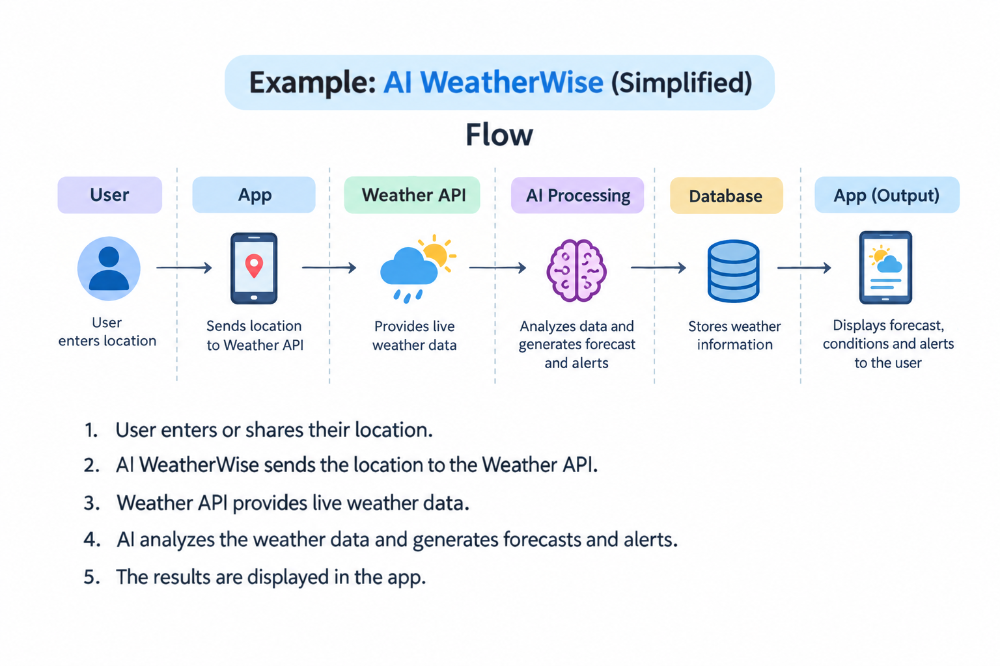 Example: AI WeatherWise (Simplified)
Flow
User
App
Weather API
AI Processing
Database
App (Output)
User
enters location
Sends location
to Weather API
Provides live
weather data
Analyzes data and
generates forecast
and alerts
Stores weather
information
Displays forecast,
conditions and alerts
to the user
1. User enters or shares their location.
2. AI WeatherWise sends the location to the Weather API.
3. Weather API provides live weather data.
4. AI analyzes the weather data and generates forecasts and alerts.
5. The results are displayed in the app.